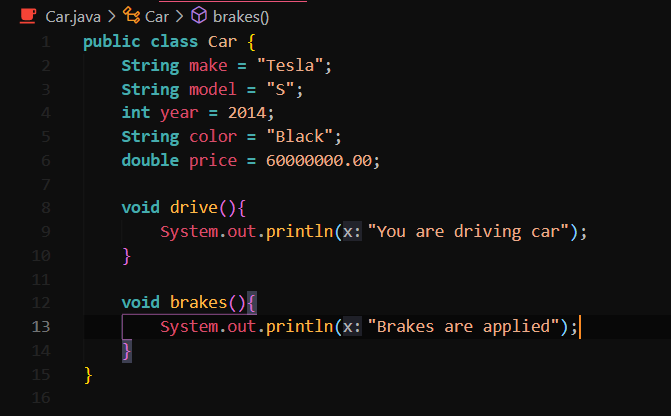 Car.java > Car > brakes()
1 public class Car {
2     String make = "Tesla";
3     String model = "S";
4     int year = 2014;
5     String color = "Black";
6     double price = 60000000.00;
7
8     void drive(){
9         System.out.println(x: "You are driving car");
10     }
11
12     void brakes(){
13         System.out.println(x: "Brakes are applied");
14     }
15 }
16